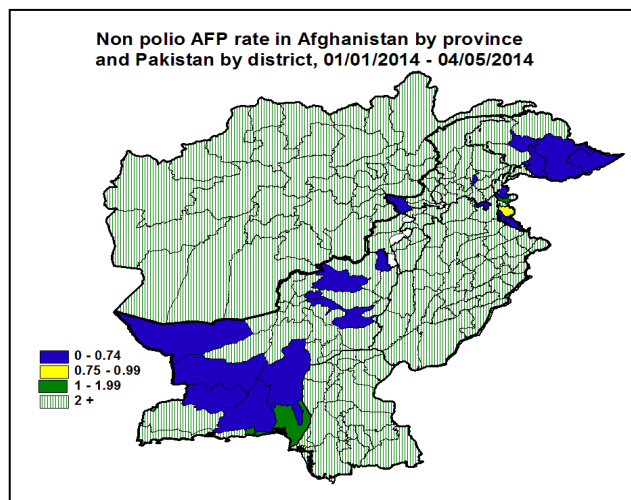 Non polio AFP rate in Afghanistan by province
and Pakistan by district, 01/01/2014 - 04/05/2014
0 - 0.74
0.75 - 0.99
1 - 1.99
2 +